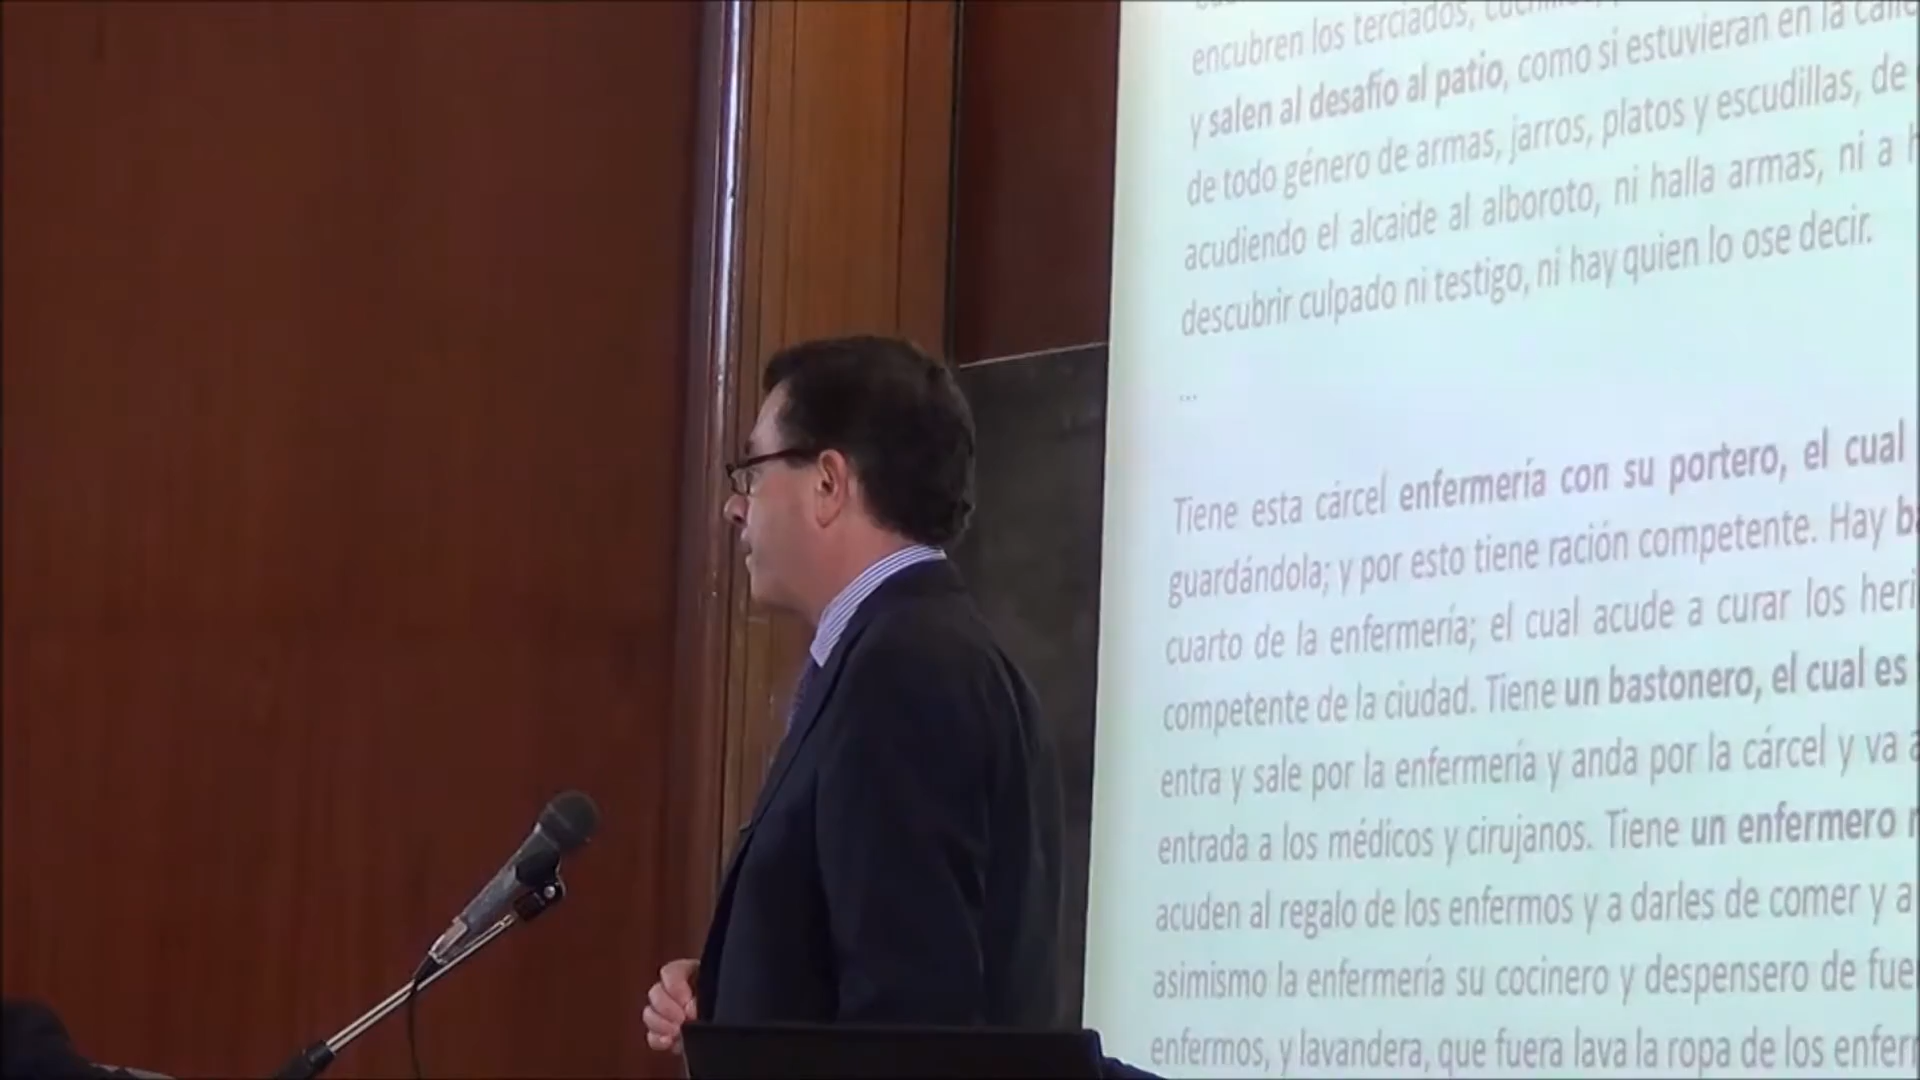 encubren los terciados,
y salen al desafío al patio, como si estuvieran en la calle
de todo género de armas, jarros, platos y escudillas, de
acudiendo el alcaide al alboroto, ni halla armas, ni a
descubrir culpado ni testigo, ni hay quien lo ose decir.
...
Tiene esta cárcel enfermería con su portero, el cual
guardándola; y por esto tiene ración competente. Hay
cuarto de la enfermería; el cual acude a curar los
competente de la ciudad. Tiene un bastonero, el cual es
entra y sale por la enfermería y anda por la cárcel y va
entrada a los médicos y cirujanos. Tiene un enfermero
acuden al regalo de los enfermos y a darles de comer y a
asimismo la enfermería su cocinero y despensero de
enfermos, y lavandera, que fuera lava la ropa de los